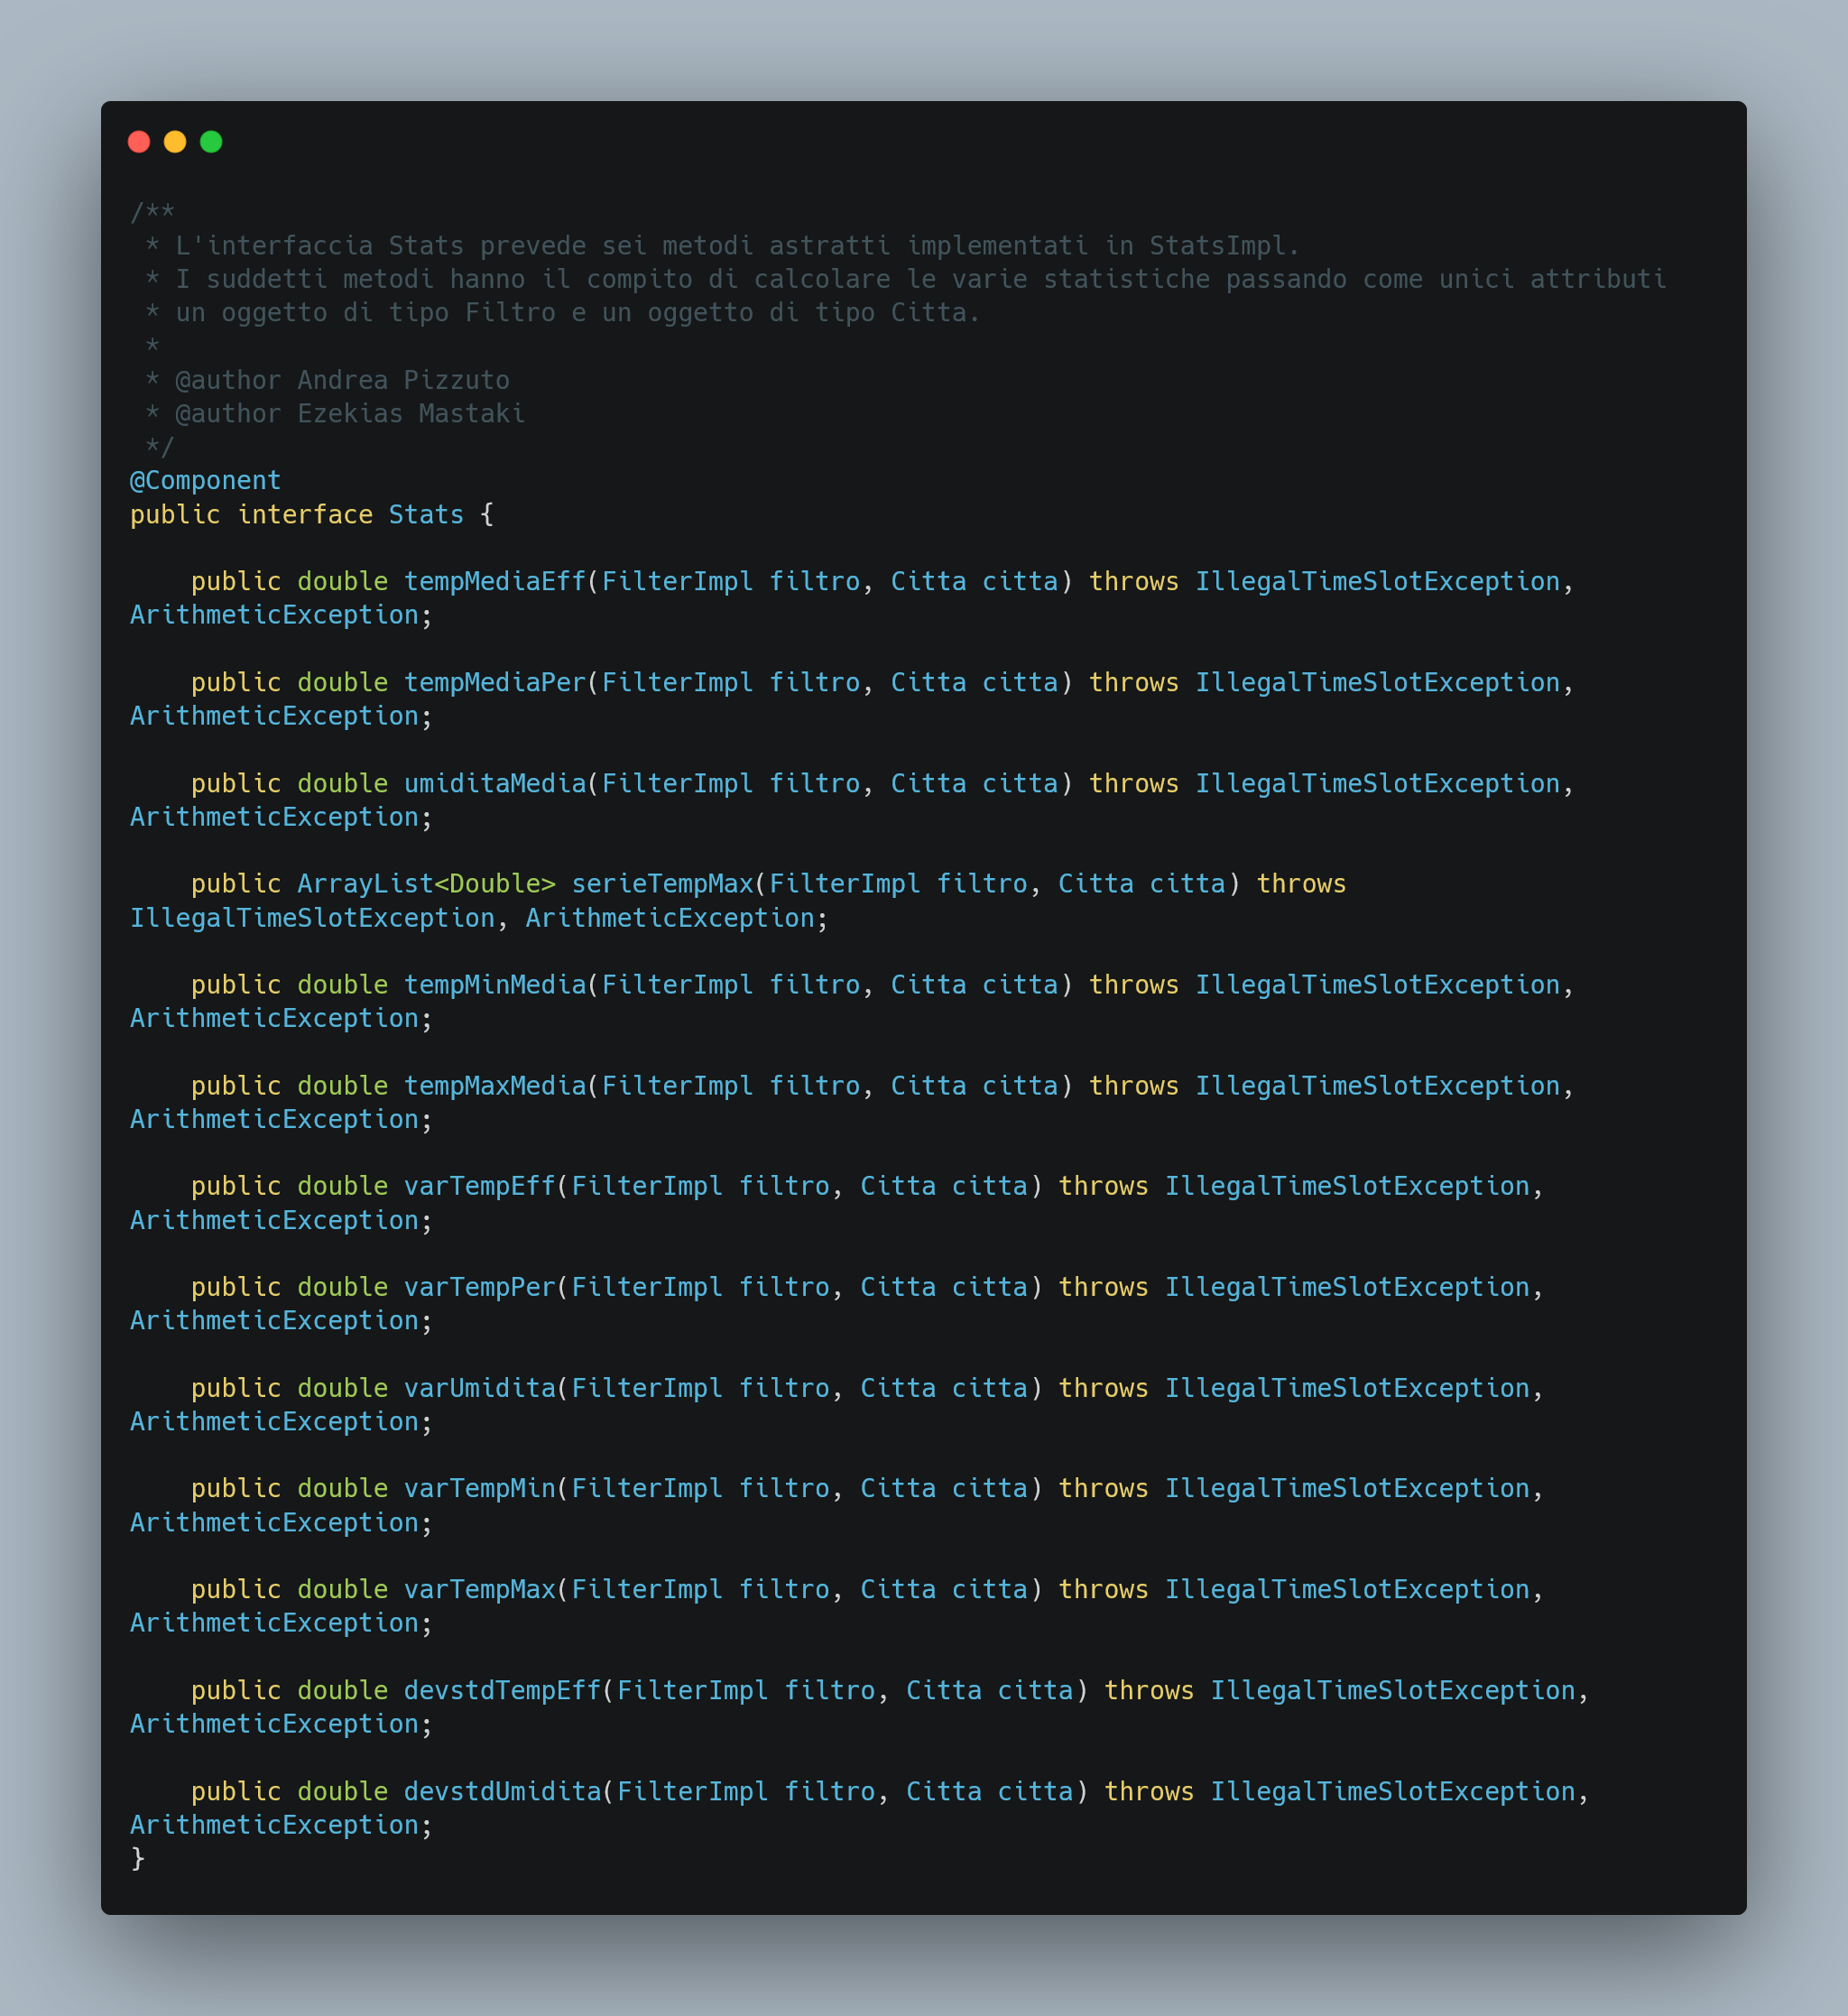 /**
 * L'interfaccia Stats prevede sei metodi astratti implementati in StatsImpl.
 * I suddetti metodi hanno il compito di calcolare le varie statistiche passando come unici attributi
 * un oggetto di tipo Filtro e un oggetto di tipo Citta.
 *
 * @author Andrea Pizzuto
 * @author Ezekias Mastaki
 */
@Component
public interface Stats {
    public double tempMediaEff(FilterImpl filtro, Citta citta) throws IllegalTimeSlotException,
ArithmeticException;
    public double tempMediaPer(FilterImpl filtro, Citta citta) throws IllegalTimeSlotException,
ArithmeticException;
    public double umiditaMedia(FilterImpl filtro, Citta citta) throws IllegalTimeSlotException,
ArithmeticException;
    public ArrayList<Double> serieTempMax(FilterImpl filtro, Citta citta) throws
IllegalTimeSlotException, ArithmeticException;
    public double tempMinMedia(FilterImpl filtro, Citta citta) throws IllegalTimeSlotException,
ArithmeticException;
    public double tempMaxMedia(FilterImpl filtro, Citta citta) throws IllegalTimeSlotException,
ArithmeticException;
    public double varTempEff(FilterImpl filtro, Citta citta) throws IllegalTimeSlotException,
ArithmeticException;
    public double varTempPer(FilterImpl filtro, Citta citta) throws IllegalTimeSlotException,
ArithmeticException;
    public double varUmidita(FilterImpl filtro, Citta citta) throws IllegalTimeSlotException,
ArithmeticException;
    public double varTempMin(FilterImpl filtro, Citta citta) throws IllegalTimeSlotException,
ArithmeticException;
    public double varTempMax(FilterImpl filtro, Citta citta) throws IllegalTimeSlotException,
ArithmeticException;
    public double devstdTempEff(FilterImpl filtro, Citta citta) throws IllegalTimeSlotException,
ArithmeticException;
    public double devstdUmidita(FilterImpl filtro, Citta citta) throws IllegalTimeSlotException,
ArithmeticException;
}